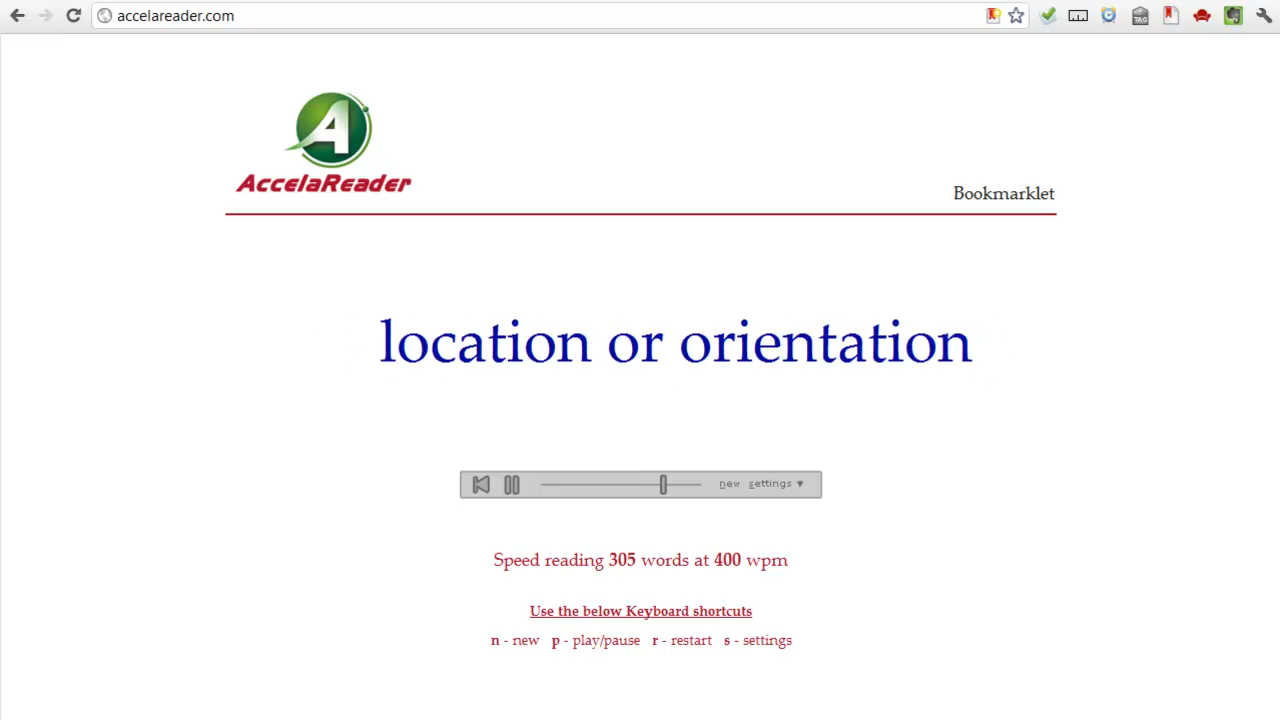 accelareader.com
TAG
A
AccelaReader
Bookmarklet
location or orientation
new settings ▼
Speed reading 305 words at 400 wpm
Use the below Keyboard shortcuts
n - new p - play/pause r - restart s - settings